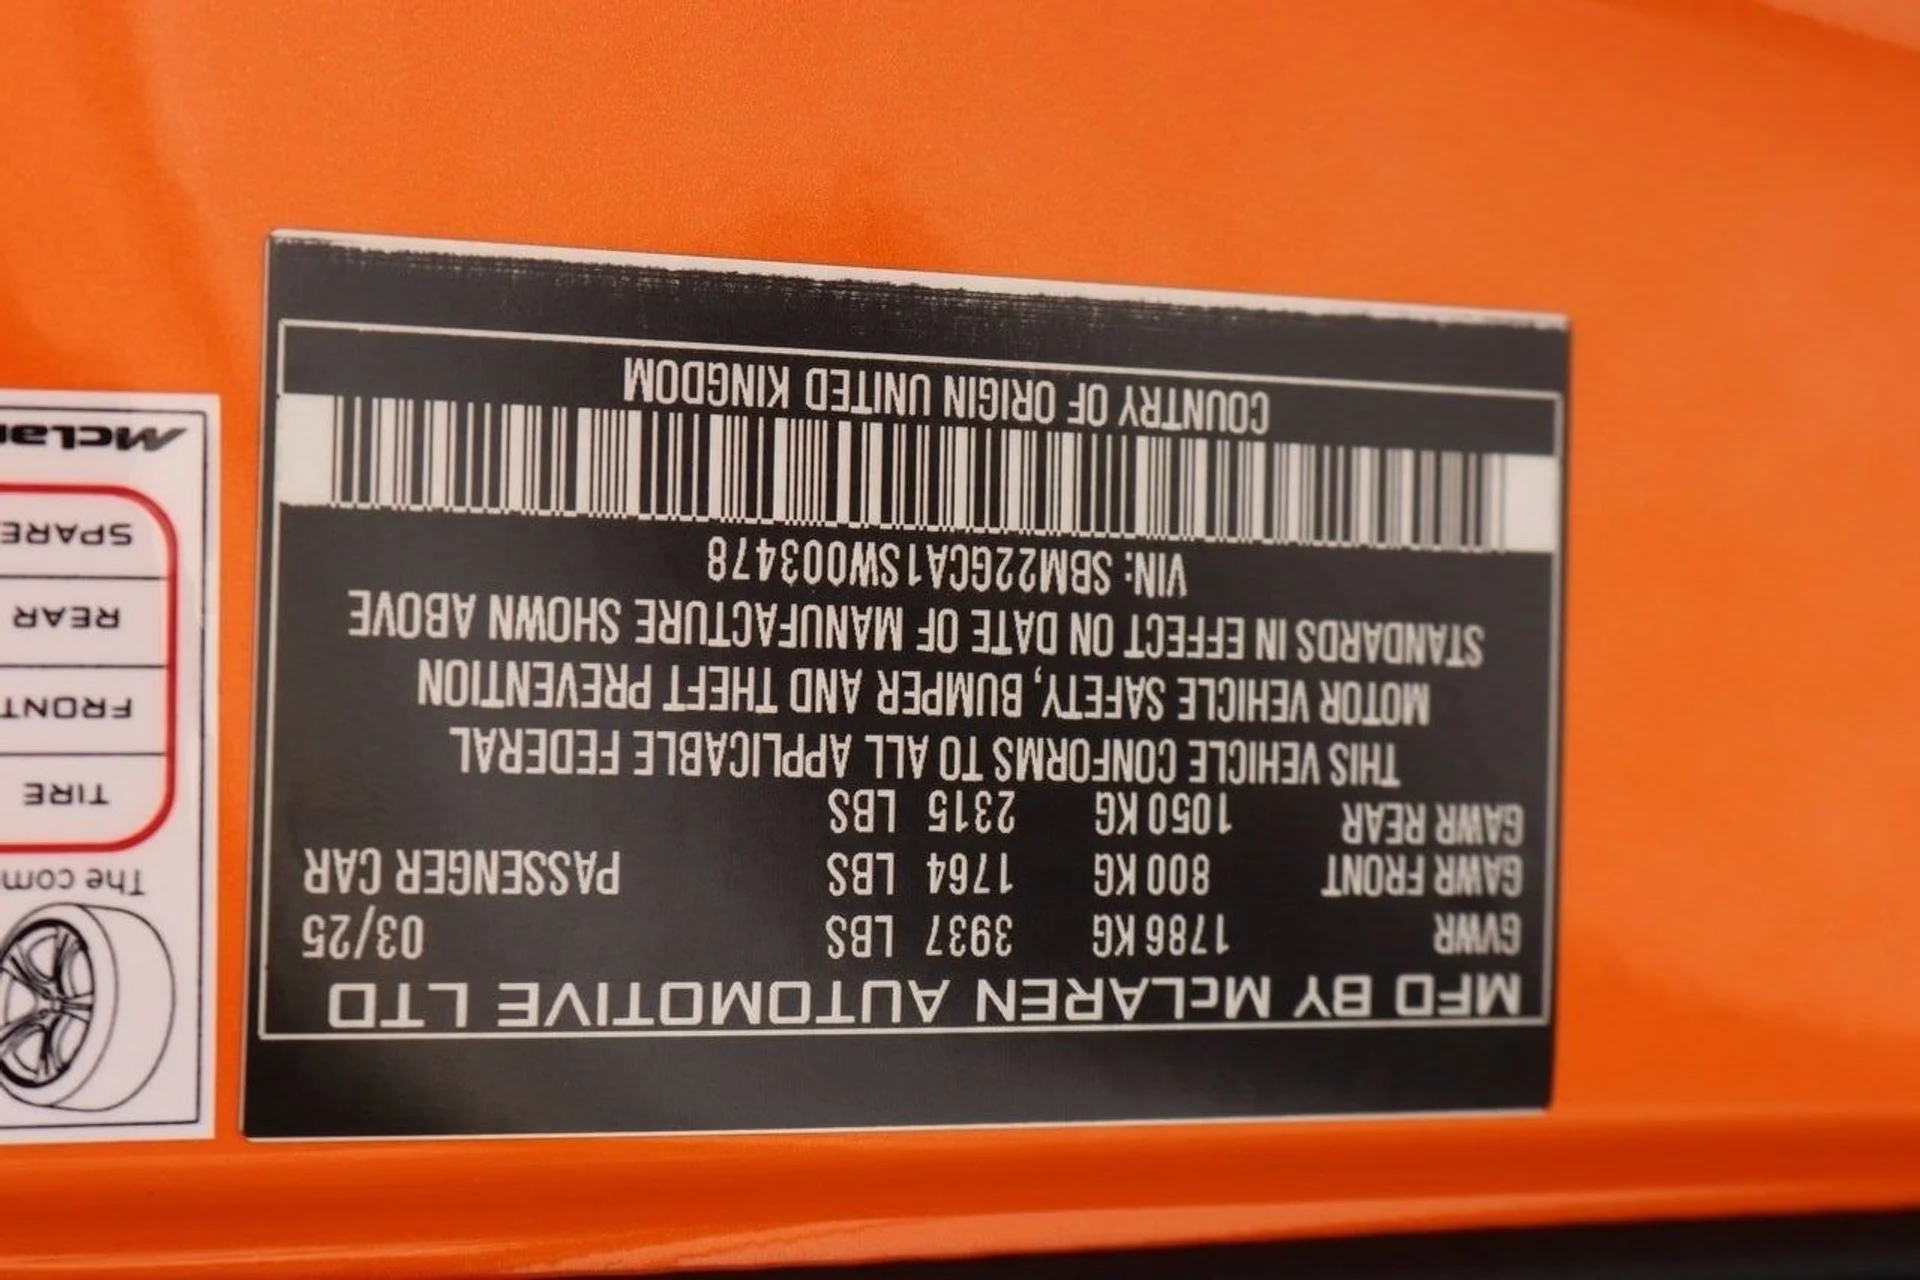 MFD BY McLAREN AUTOMOTIVE LTD
GVWR 1786 KG 3937 LBS 03/25
GAWR FRONT 800 KG 1764 LBS PASSENGER CAR
GAWR REAR 1050 KG 2315 LBS
THIS VEHICLE CONFORMS TO ALL APPLICABLE FEDERAL
MOTOR VEHICLE SAFETY, BUMPER AND THEFT PREVENTION
STANDARDS IN EFFECT ON DATE OF MANUFACTURE SHOWN ABOVE
VIN: SBM22GCA1SW003478
COUNTRY OF ORIGIN UNITED KINGDOM
The
TIRE
FRONT
REAR
SPARE